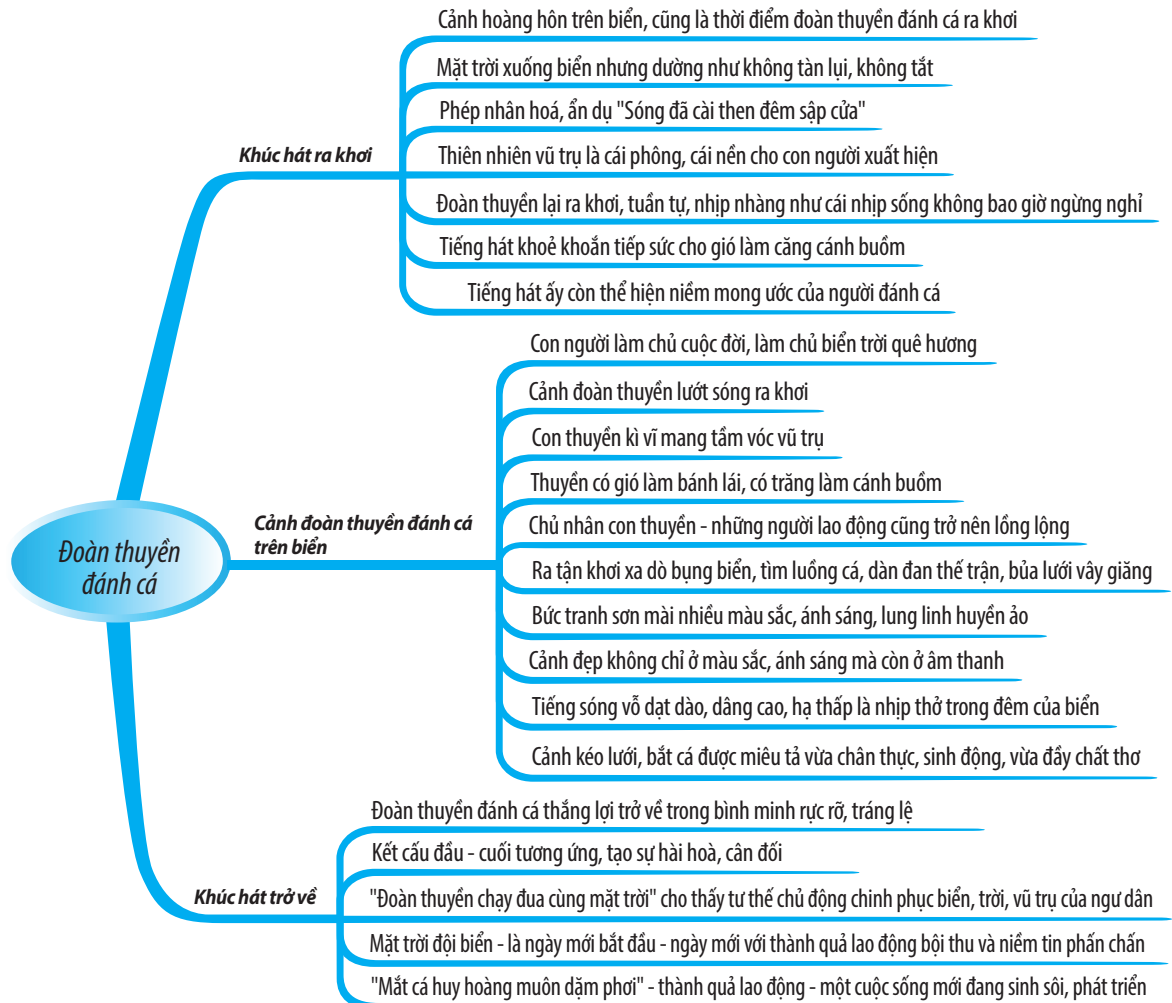 Cảnh hoàng hôn trên biển, cũng là thời điểm đoàn thuyền đánh cá ra khơi
Mặt trời xuống biển nhưng dường như không tàn lụi, không tắt
Phép nhân hoá, ẩn dụ "Sóng đã cài then đêm sập cửa"
Khúc hát ra khơi
Thiên nhiên vũ trụ là cái phông, cái nền cho con người xuất hiện
Đoàn thuyền lại ra khơi, tuần tự, nhịp nhàng như cái nhịp sống không bao giờ ngừng nghỉ
Tiếng hát khoẻ khoắn tiếp sức cho gió làm căng cánh buồm
Tiếng hát ấy còn thể hiện niềm mong ước của người đánh cá
Con người làm chủ cuộc đời, làm chủ biển trời quê hương
Cảnh đoàn thuyền lướt sóng ra khơi
Con thuyền kì vĩ mang tầm vóc vũ trụ
Thuyền có gió làm bánh lái, có trăng làm cánh buồm
Cảnh đoàn thuyền đánh cá
trên biển
Chủ nhân con thuyền - những người lao động cũng trở nên lồng lộng
Đoàn thuyền
đánh cá
Ra tận khơi xa dò bụng biển, tìm luồng cá, dàn đan thế trận, bủa lưới vây giăng
Bức tranh sơn mài nhiều màu sắc, ánh sáng, lung linh huyền ảo
Cảnh đẹp không chỉ ở màu sắc, ánh sáng mà còn ở âm thanh
Tiếng sóng vỗ dạt dào, dâng cao, hạ thấp là nhịp thở trong đêm của biển
Cảnh kéo lưới, bắt cá được miêu tả vừa chân thực, sinh động, vừa đầy chất thơ
Đoàn thuyền đánh cá thắng lợi trở về trong bình minh rực rỡ, tráng lệ
Kết cấu đầu - cuối tương ứng, tạo sự hài hoà, cân đối
Khúc hát trở về
"Đoàn thuyền chạy đua cùng mặt trời" cho thấy tư thế chủ động chinh phục biển, trời, vũ trụ của ngư dân
Mặt trời đội biển - là ngày mới bắt đầu - ngày mới với thành quả lao động bội thu và niềm tin phấn chấn
"Mắt cá huy hoàng muôn dặm phơi" - thành quả lao động - một cuộc sống mới đang sinh sôi, phát triển